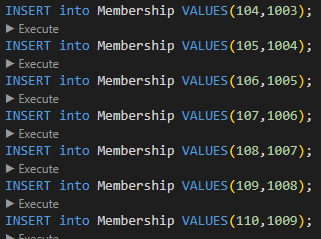 INSERT into Membership VALUES(104,1003);
▶ Execute
INSERT into Membership VALUES(105,1004);
▶ Execute
INSERT into Membership VALUES(106,1005);
▶ Execute
INSERT into Membership VALUES(107,1006);
▶ Execute
INSERT into Membership VALUES(108,1007);
▶ Execute
INSERT into Membership VALUES(109,1008);
▶ Execute
INSERT into Membership VALUES(110,1009);
▶ Execute